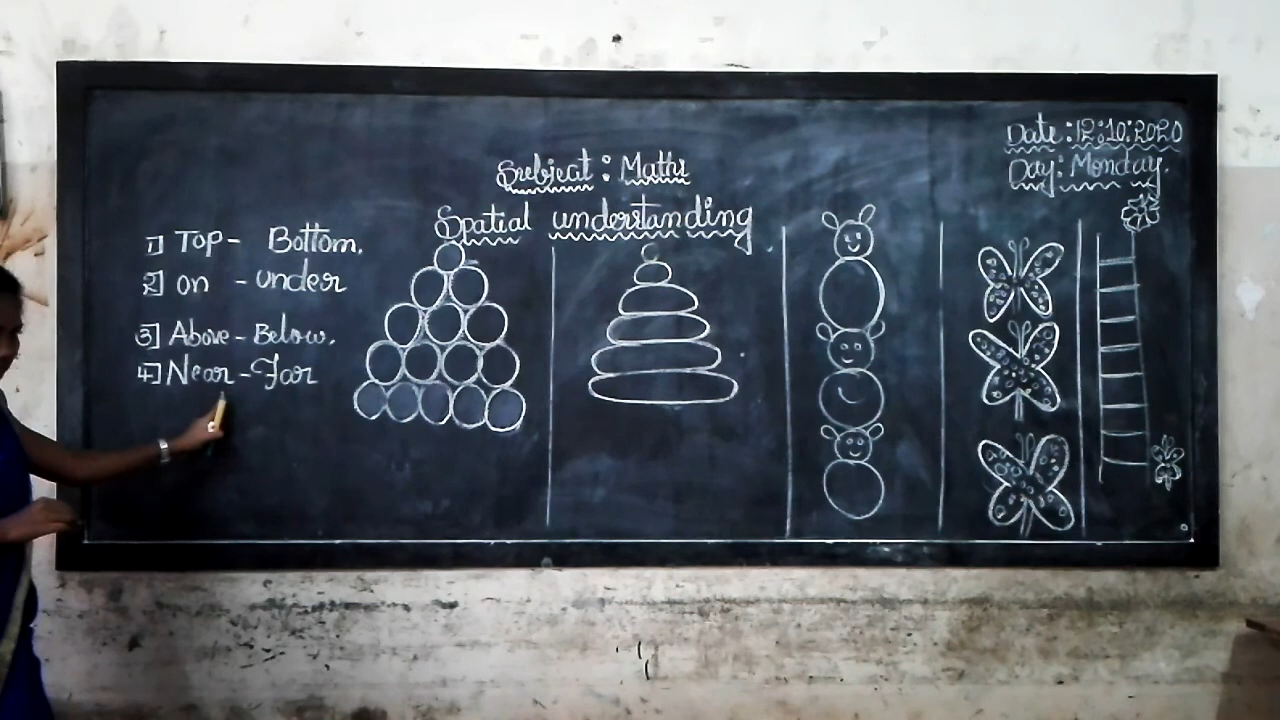 Date : 12:10:2020
Day : Monday.
Subject : Maths
Spatial understanding
1] Top - Bottom.
2] on - under
3] Above - Below.
4] Near - Far